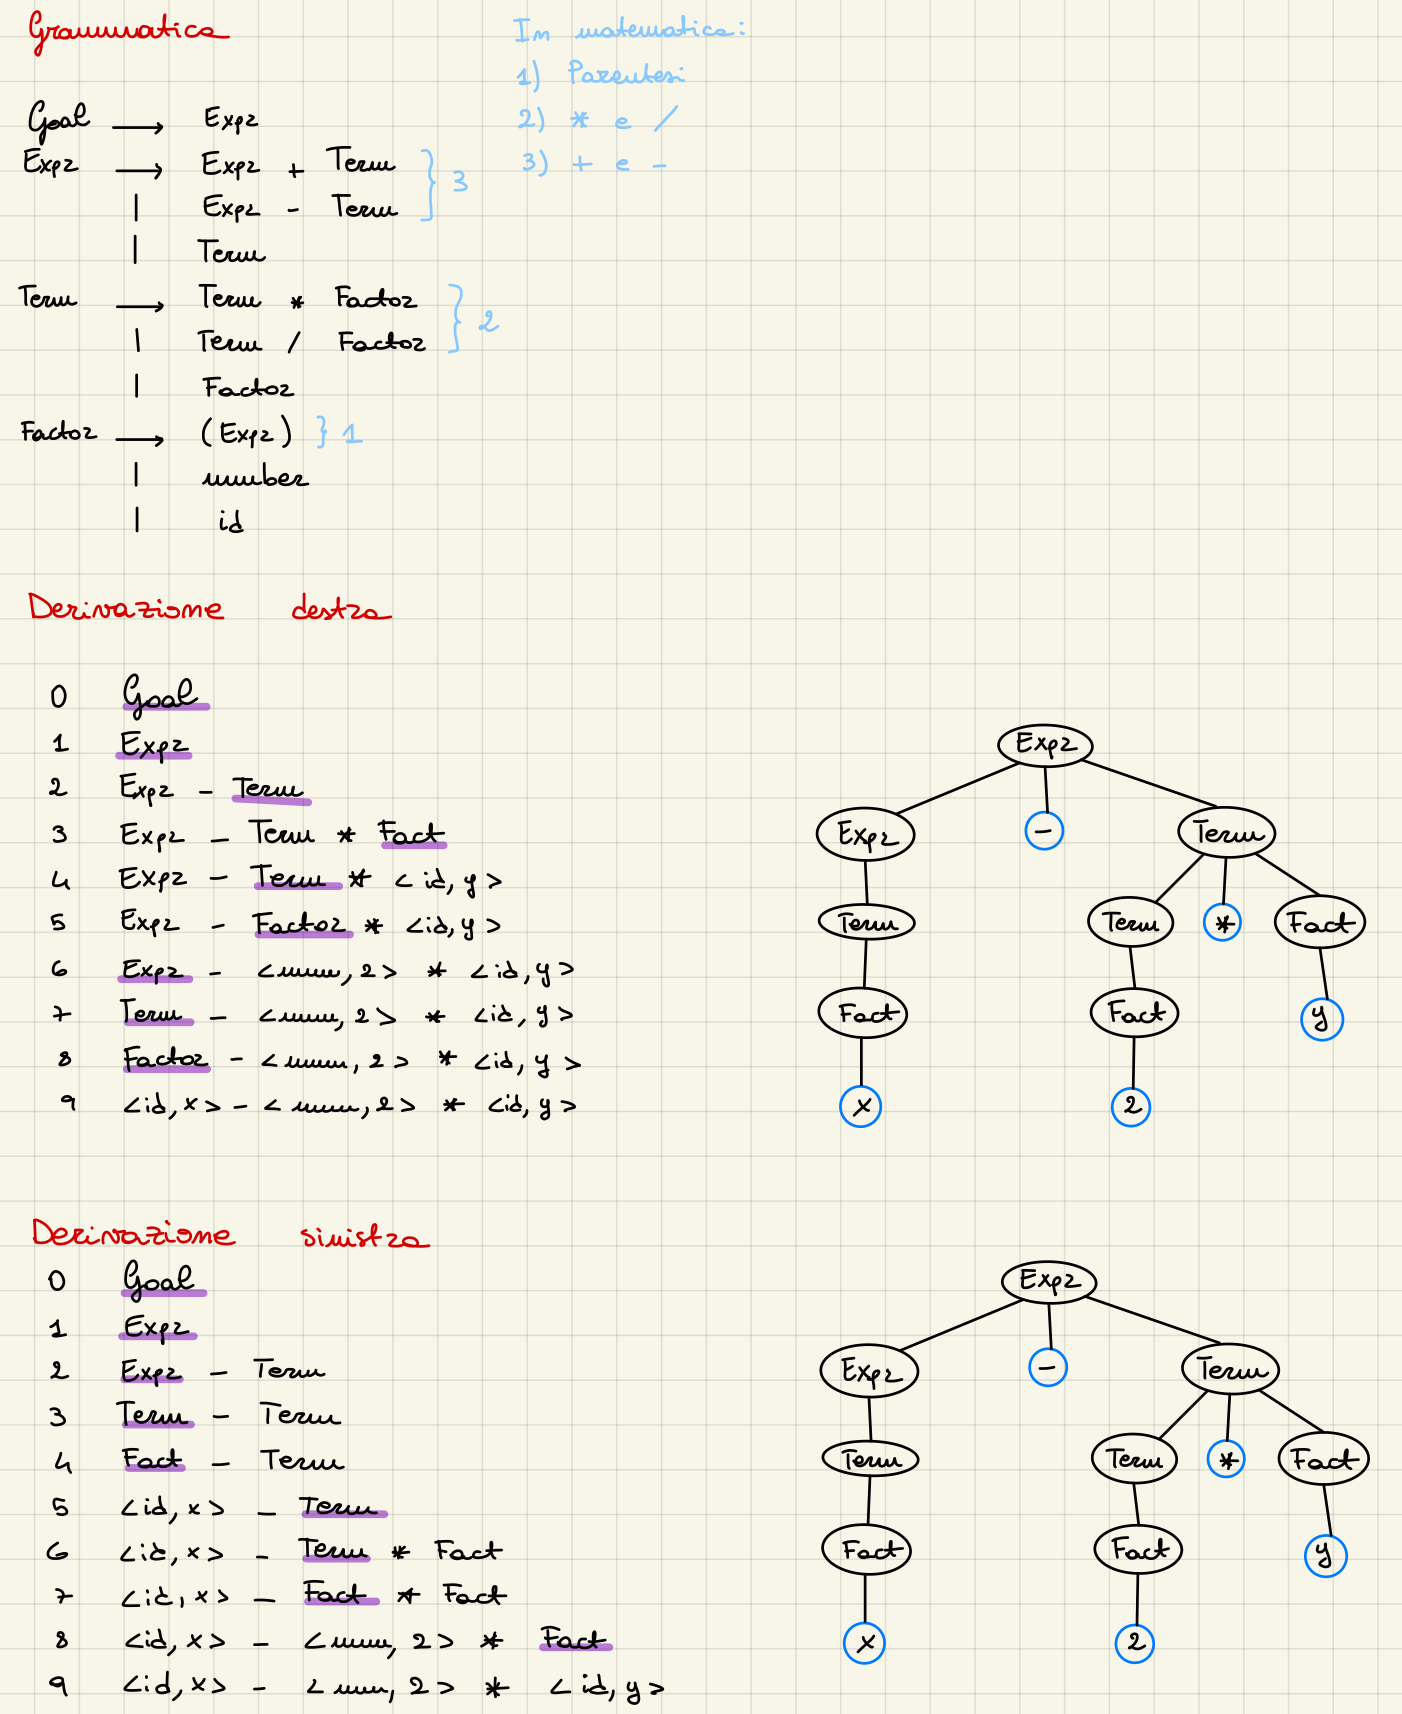 Grammatica
In matematica:
1) Parentesi
2) * e /
3) + e -
Goal → Expr
Expr → Expr + Term
| Expr - Term
} 3
| Term
Term → Term * Factor
| Term / Factor
} 2
| Factor
Factor → (Expr) } 1
| number
| id
Derivazione destra
0 Goal
1 Expr
2 Expr - Term
3 Expr - Term * Fact
4 Expr - Term * <id, y>
5 Expr - Factor * <id, y>
6 Expr - <num, 2> * <id, y>
7 Term - <num, 2> * <id, y>
8 Factor - <num, 2> * <id, y>
9 <id, x> - <num, 2> * <id, y>
Expr
Expr - Term
Term Term * Fact
Fact Fact y
x 2
Derivazione sinistra
0 Goal
1 Expr
2 Expr - Term
3 Term - Term
4 Fact - Term
5 <id, x> - Term
6 <id, x> - Term * Fact
7 <id, x> - Fact * Fact
8 <id, x> - <num, 2> * Fact
9 <id, x> - <num, 2> * <id, y>
Expr
Expr - Term
Term Term * Fact
Fact Fact y
x 2